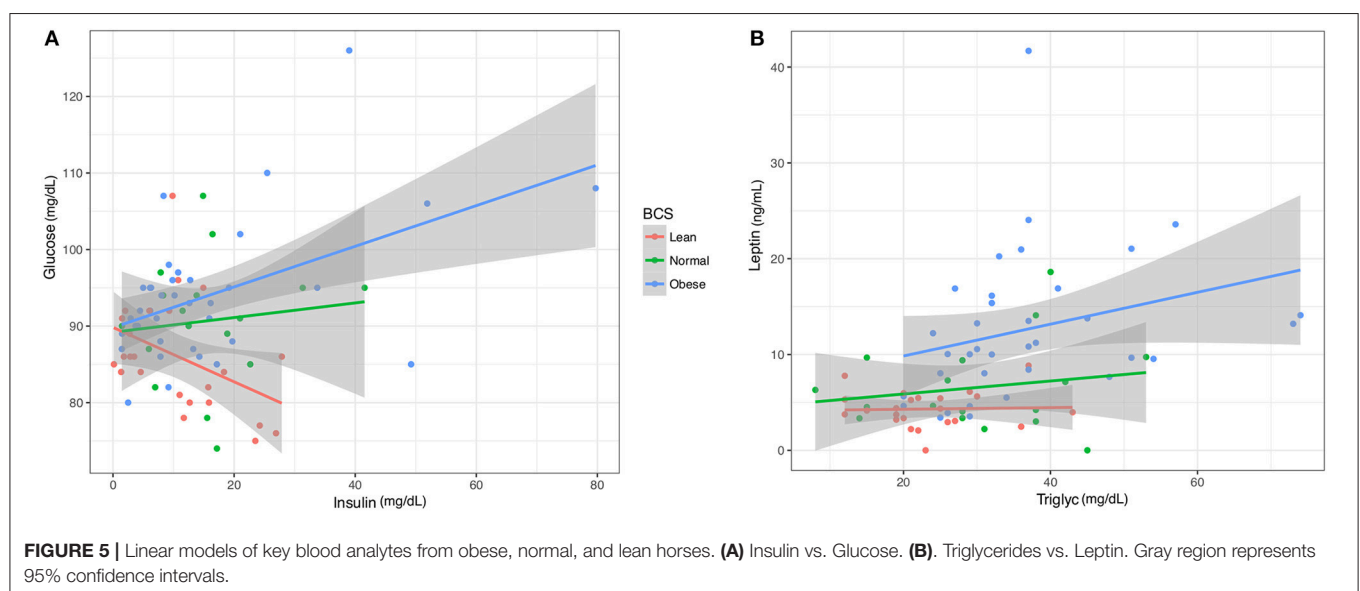 A
Glucose (mg/dL)
120
110
100
90
80
0
20
40
60
80
Insulin (mg/dL)
BCS
Lean
Normal
Obese
B
Leptin (ng/mL)
40
30
20
10
0
20
40
60
Triglyc (mg/dL)
FIGURE 5 | Linear models of key blood analytes from obese, normal, and lean horses. (A) Insulin vs. Glucose. (B). Triglycerides vs. Leptin. Gray region represents
95% confidence intervals.